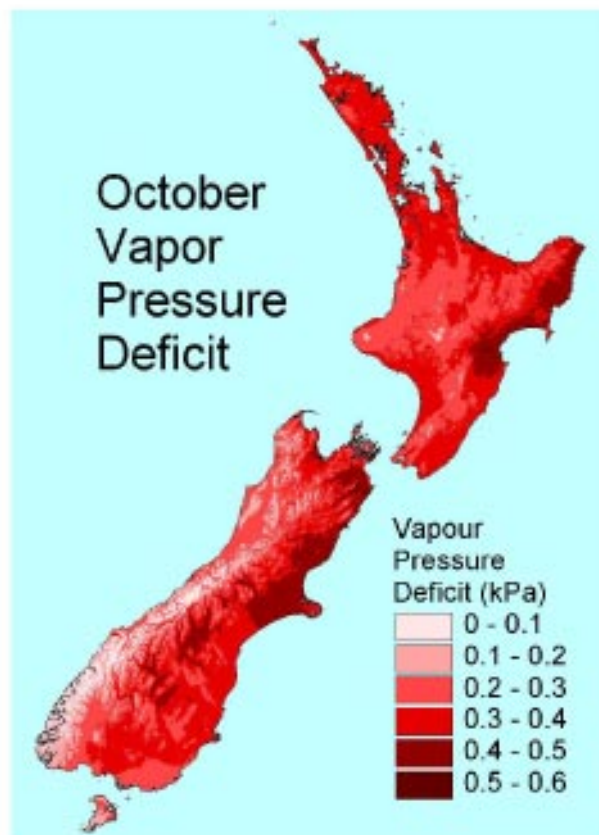 October
Vapor
Pressure
Deficit
Vapour
Pressure
Deficit (kPa)
0 - 0.1
0.1 - 0.2
0.2 - 0.3
0.3 - 0.4
0.4 - 0.5
0.5 - 0.6